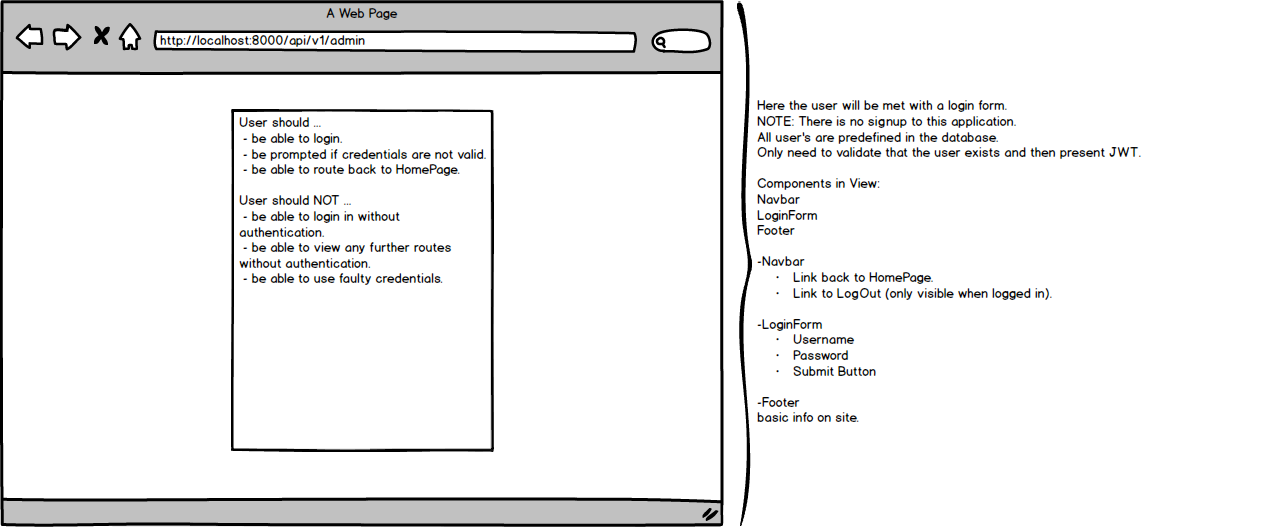 A Web Page
http://localhost:8000/api/v1/admin
User should ...
- be able to login.
- be prompted if credentials are not valid.
- be able to route back to HomePage.
User should NOT ...
- be able to login in without
authentication.
- be able to view any further routes
without authentication.
- be able to use faulty credentials.
Here the user will be met with a login form.
NOTE: There is no signup to this application.
All user's are predefined in the database.
Only need to validate that the user exists and then present JWT.
Components in View:
Navbar
LoginForm
Footer
-Navbar
· Link back to HomePage.
· Link to LogOut (only visible when logged in).
-LoginForm
· Username
· Password
· Submit Button
-Footer
basic info on site.